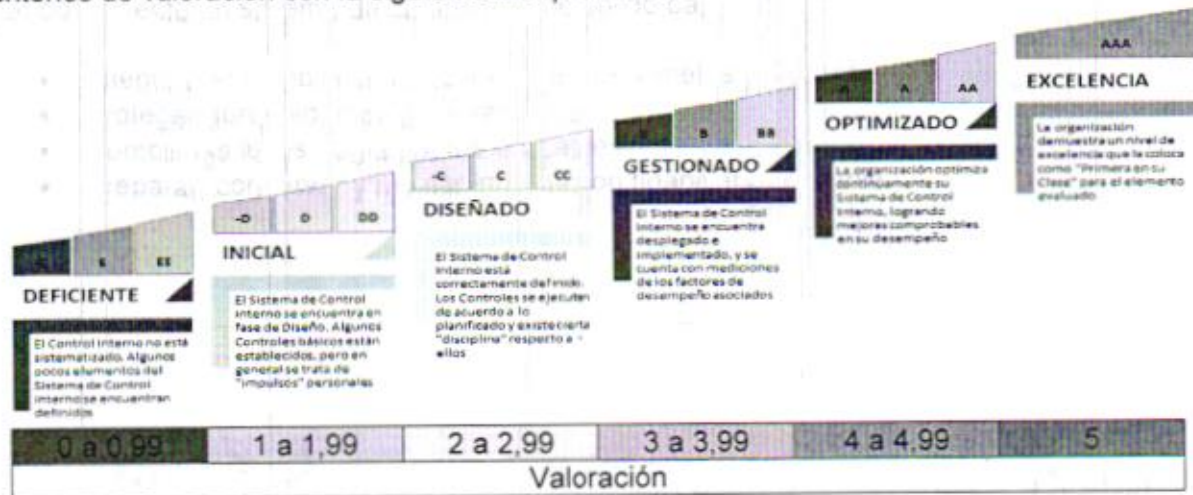 AAA
EXCELENCIA
La organización
demuestra un nivel de
excelencia que la coloca
como "Primera en su
Clase" para el elemento
evaluado
A
AA
OPTIMIZADO
La organización optimiza
continuamente su
Sistema de Control
Interno, logrando
mejoras comprobables
en su desempeño
B
BB
GESTIONADO
El Sistema de Control
Interno se encuentra
desplegado e
implementado, y se
cuenta con mediciones
de los factores de
desempeño asociados
-C
C
CC
DISEÑADO
El Sistema de Control
Interno está
correctamente definido.
Los Controles se ejecutan
de acuerdo a lo
planificado y existe cierta
"disciplina" respecto a
ellos
-D
D
DD
INICIAL
El Sistema de Control
Interno se encuentra en
fase de Diseño. Algunos
Controles básicos están
establecidos, pero en
general se trata de
"impulsos" personales
E
EE
DEFICIENTE
El Control Interno no está
sistematizado. Algunos
pocos elementos del
Sistema de Control
Interno se encuentran
definidos
0 a 0,99
1 a 1,99
2 a 2,99
3 a 3,99
4 a 4,99
5
Valoración